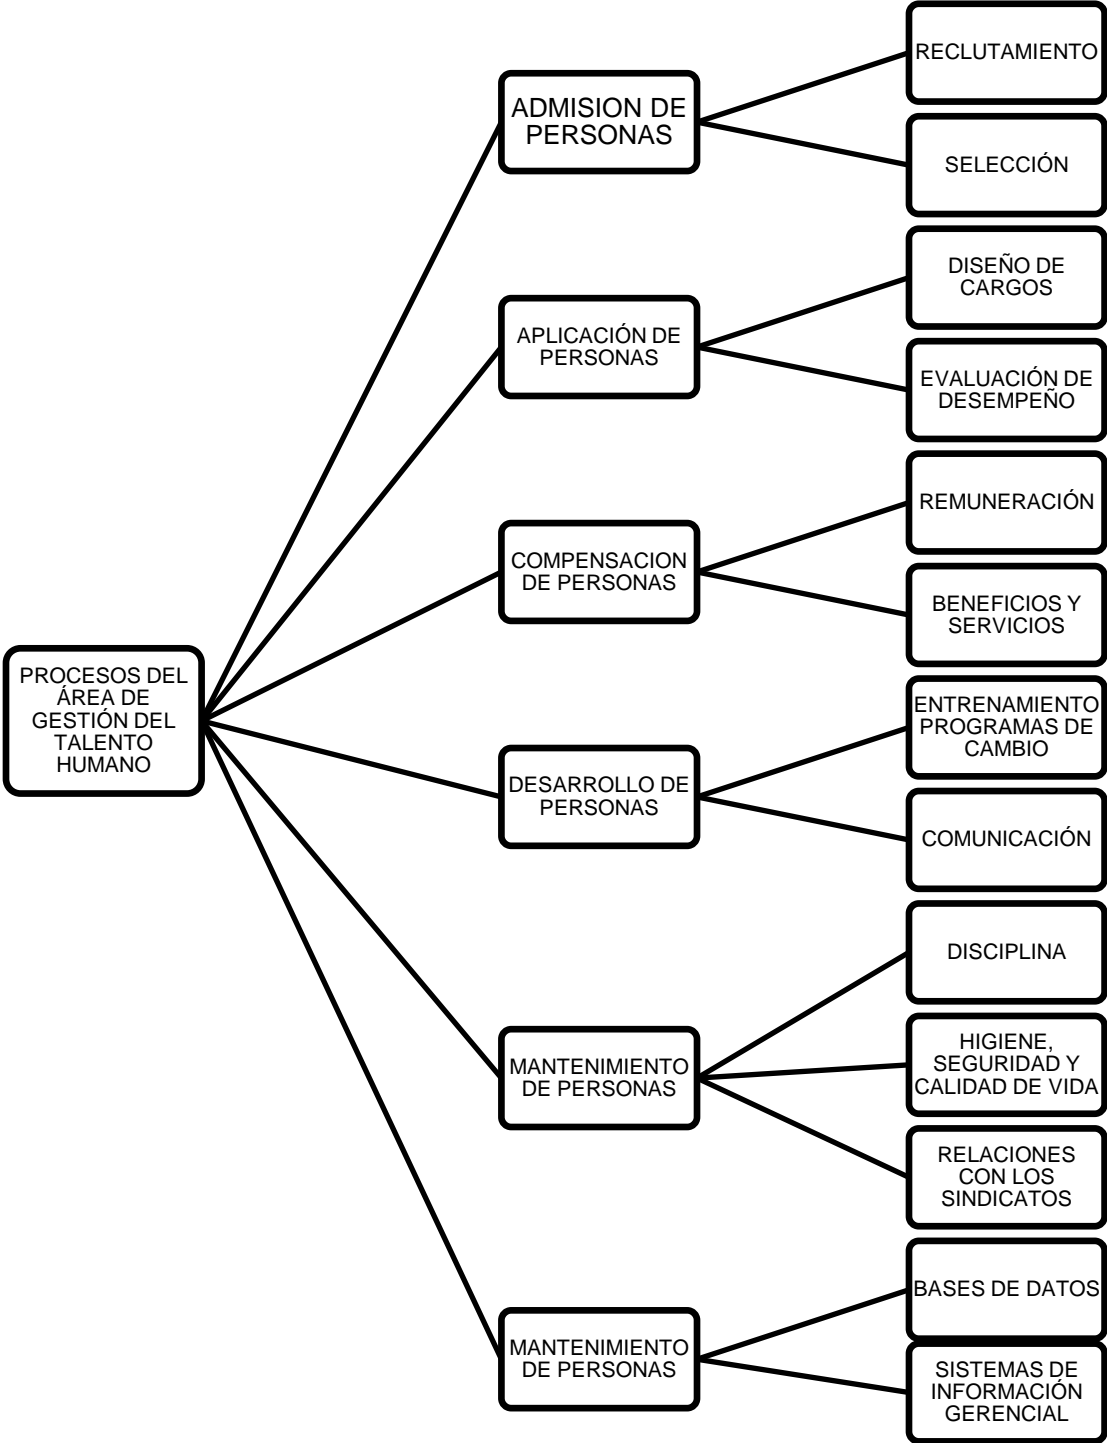 PROCESOS DEL
ÁREA DE
GESTIÓN DEL
TALENTO
HUMANO
ADMISION DE
PERSONAS
RECLUTAMIENTO
SELECCIÓN
APLICACIÓN DE
PERSONAS
DISEÑO DE
CARGOS
EVALUACIÓN DE
DESEMPEÑO
COMPENSACION
DE PERSONAS
REMUNERACIÓN
BENEFICIOS Y
SERVICIOS
DESARROLLO DE
PERSONAS
ENTRENAMIENTO
PROGRAMAS DE
CAMBIO
COMUNICACIÓN
MANTENIMIENTO
DE PERSONAS
DISCIPLINA
HIGIENE,
SEGURIDAD Y
CALIDAD DE VIDA
RELACIONES
CON LOS
SINDICATOS
MANTENIMIENTO
DE PERSONAS
BASES DE DATOS
SISTEMAS DE
INFORMACIÓN
GERENCIAL